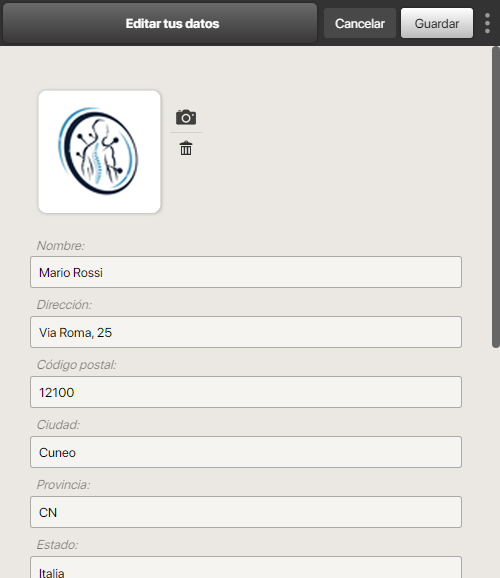 Editar tus datos
Cancelar
Guardar
Nombre:
Mario Rossi
Dirección:
Via Roma, 25
Código postal:
12100
Ciudad:
Cuneo
Provincia:
CN
Estado:
Italia